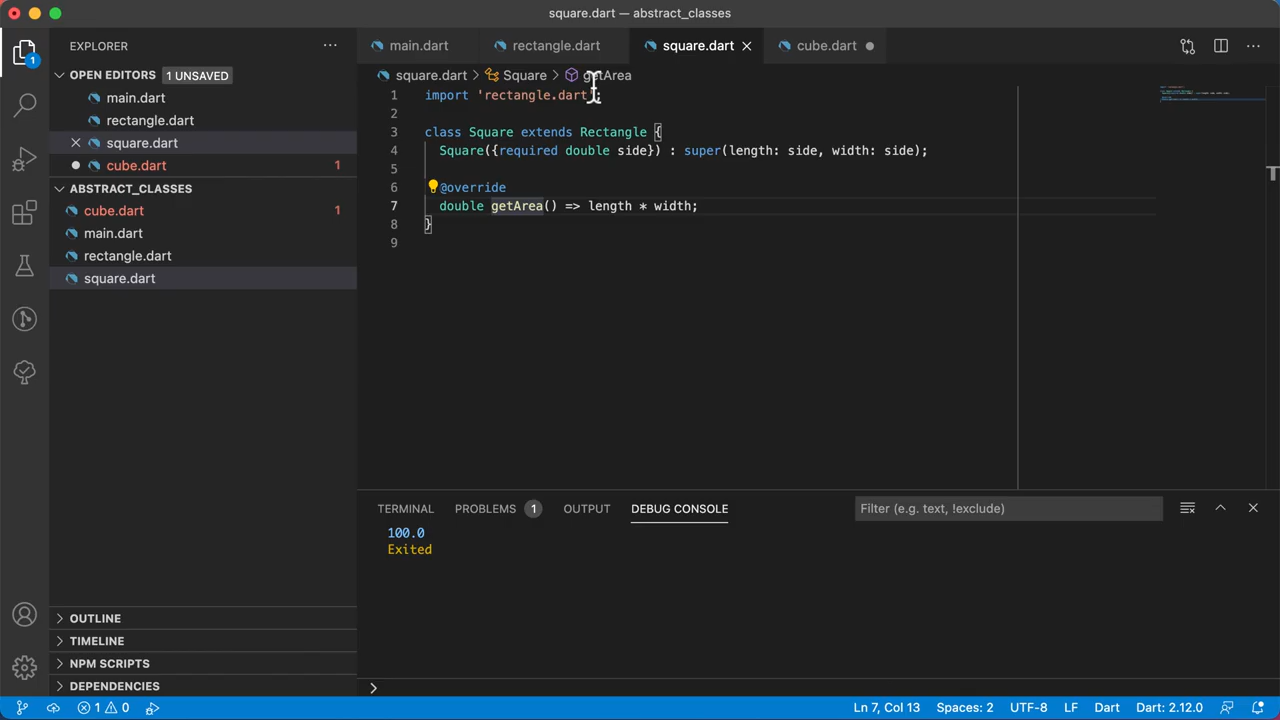 square.dart — abstract_classes
EXPLORER
main.dart
rectangle.dart
square.dart
cube.dart
OPEN EDITORS 1 UNSAVED
main.dart
rectangle.dart
square.dart
cube.dart 1
ABSTRACT_CLASSES
cube.dart 1
main.dart
rectangle.dart
square.dart
OUTLINE
TIMELINE
NPM SCRIPTS
DEPENDENCIES
1
square.dart > Square > getArea
1 import 'rectangle.dart';
2
3 class Square extends Rectangle {
4 Square({required double side}) : super(length: side, width: side);
5
6 @override
7 double getArea() => length * width;
8 }
9
TERMINAL PROBLEMS 1 OUTPUT DEBUG CONSOLE
Filter (e.g. text, !exclude)
100.0
Exited
1 0
Ln 7, Col 13 Spaces: 2 UTF-8 LF Dart Dart: 2.12.0